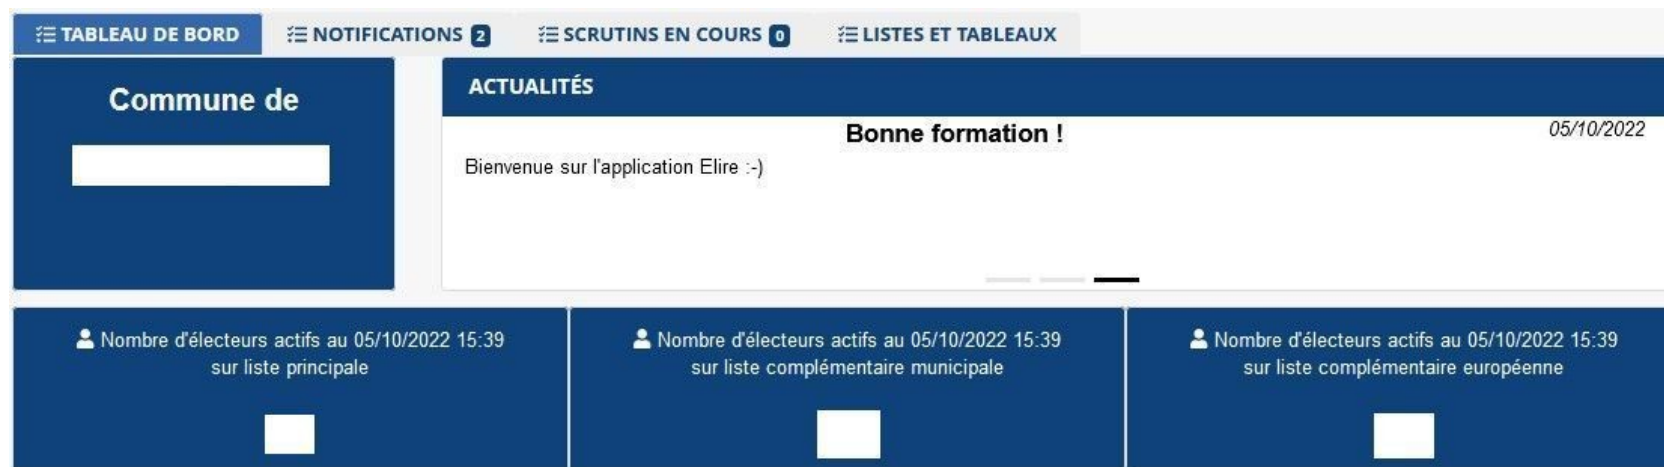 TABLEAU DE BORD
NOTIFICATIONS 2
SCRUTINS EN COURS 0
LISTES ET TABLEAUX
Commune de
ACTUALITÉS
Bonne formation !
05/10/2022
Bienvenue sur l'application Elire :-)
Nombre d'électeurs actifs au 05/10/2022 15:39
sur liste principale
Nombre d'électeurs actifs au 05/10/2022 15:39
sur liste complémentaire municipale
Nombre d'électeurs actifs au 05/10/2022 15:39
sur liste complémentaire européenne